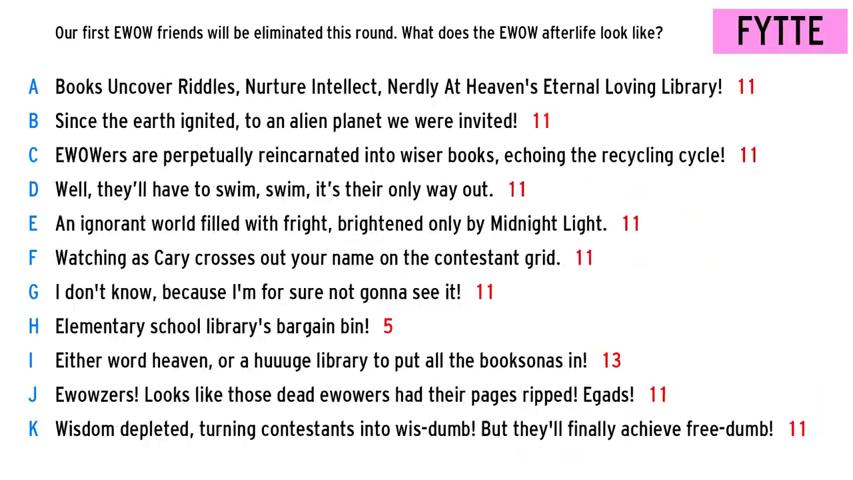 Our first EWOW friends will be eliminated this round. What does the EWOW afterlife look like?
FYTTE
A Books Uncover Riddles, Nurture Intellect, Nerdly At Heaven's Eternal Loving Library! 11
B Since the earth ignited, to an alien planet we were invited! 11
C EWOWers are perpetually reincarnated into wiser books, echoing the recycling cycle! 11
D Well, they'll have to swim, swim, it's their only way out. 11
E An ignorant world filled with fright, brightened only by Midnight Light. 11
F Watching as Cary crosses out your name on the contestant grid. 11
G I don't know, because I'm for sure not gonna see it! 11
H Elementary school library's bargain bin! 5
I Either word heaven, or a huuuge library to put all the booksonas in! 13
J Ewowzers! Looks like those dead ewowers had their pages ripped! Egads! 11
K Wisdom depleted, turning contestants into wis-dumb! But they'll finally achieve free-dumb! 11